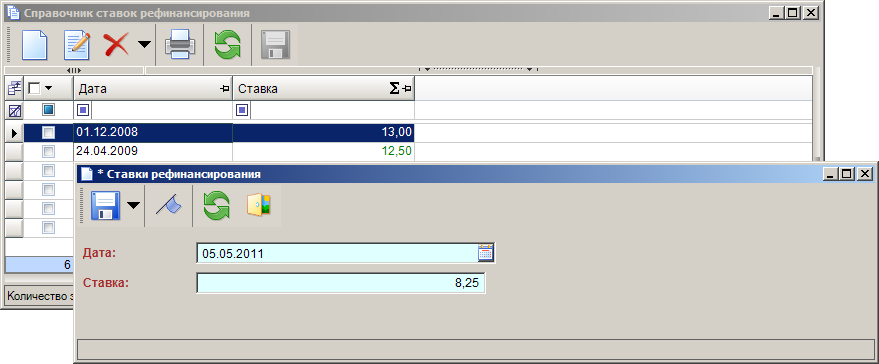 Справочник ставок рефинансирования
Дата Ставка Σ
01.12.2008 13,00
24.04.2009 12,50
6
Количество з
* Ставки рефинансирования
Дата: 05.05.2011
Ставка: 8,25